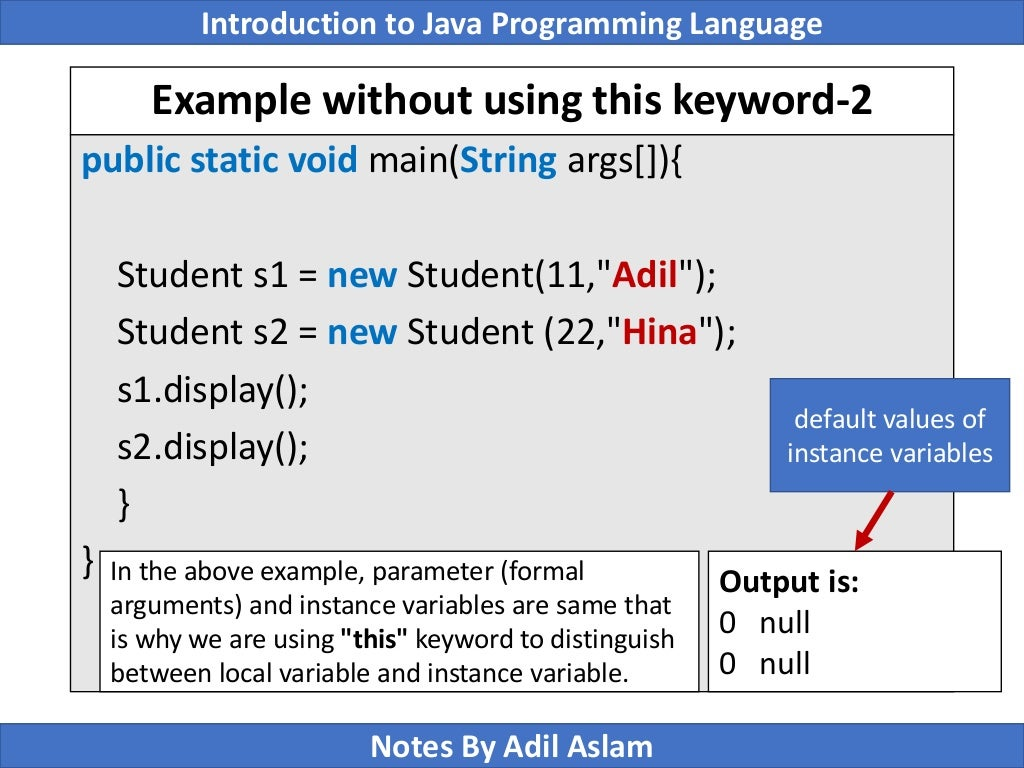 Introduction to Java Programming Language
Example without using this keyword-2
public static void main(String args[]){
Student s1 = new Student(11,"Adil");
Student s2 = new Student (22,"Hina");
s1.display();
s2.display();
}
}
default values of
instance variables
In the above example, parameter (formal
arguments) and instance variables are same that
is why we are using "this" keyword to distinguish
between local variable and instance variable.
Output is:
0 null
0 null
Notes By Adil Aslam